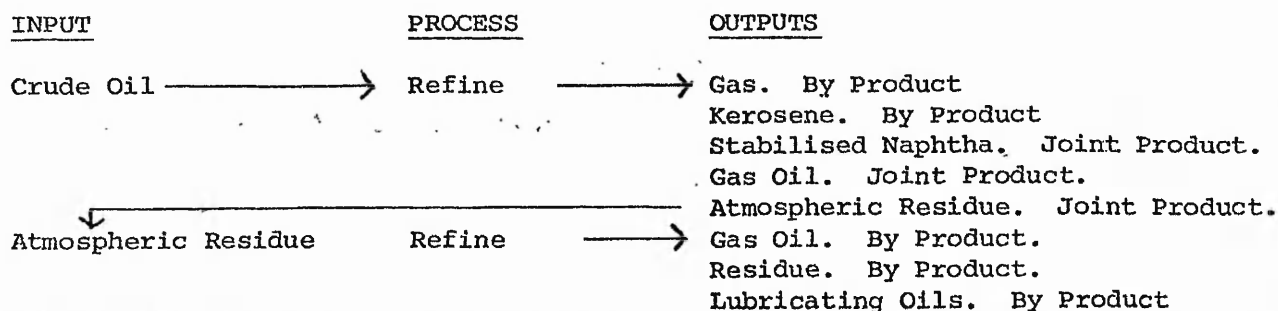 INPUT PROCESS OUTPUTS
Crude Oil Refine Gas. By Product
Kerosene. By Product
Stabilised Naphtha. Joint Product.
Gas Oil. Joint Product.
Atmospheric Residue. Joint Product.
Atmospheric Residue Refine Gas Oil. By Product.
Residue. By Product.
Lubricating Oils. By Product